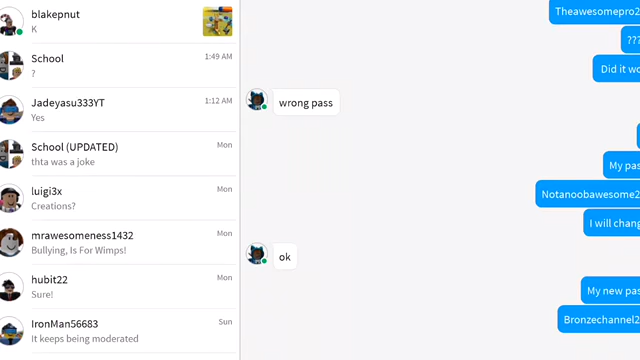 blakepnut
K
School
1:49 AM
?
Jadeyasu333YT
1:12 AM
Yes
School (UPDATED)
Mon
thta was a joke
luigi3x
Mon
Creations?
mrawesomeness1432
Mon
Bullying, Is For Wimps!
hubit22
Mon
Sure!
IronMan56683
Sun
It keeps being moderated
Theawesomepro2
???
Did it wo
wrong pass
My pas
Notanoobawesome2
I will chang
ok
My new pas
Bronzechannel2